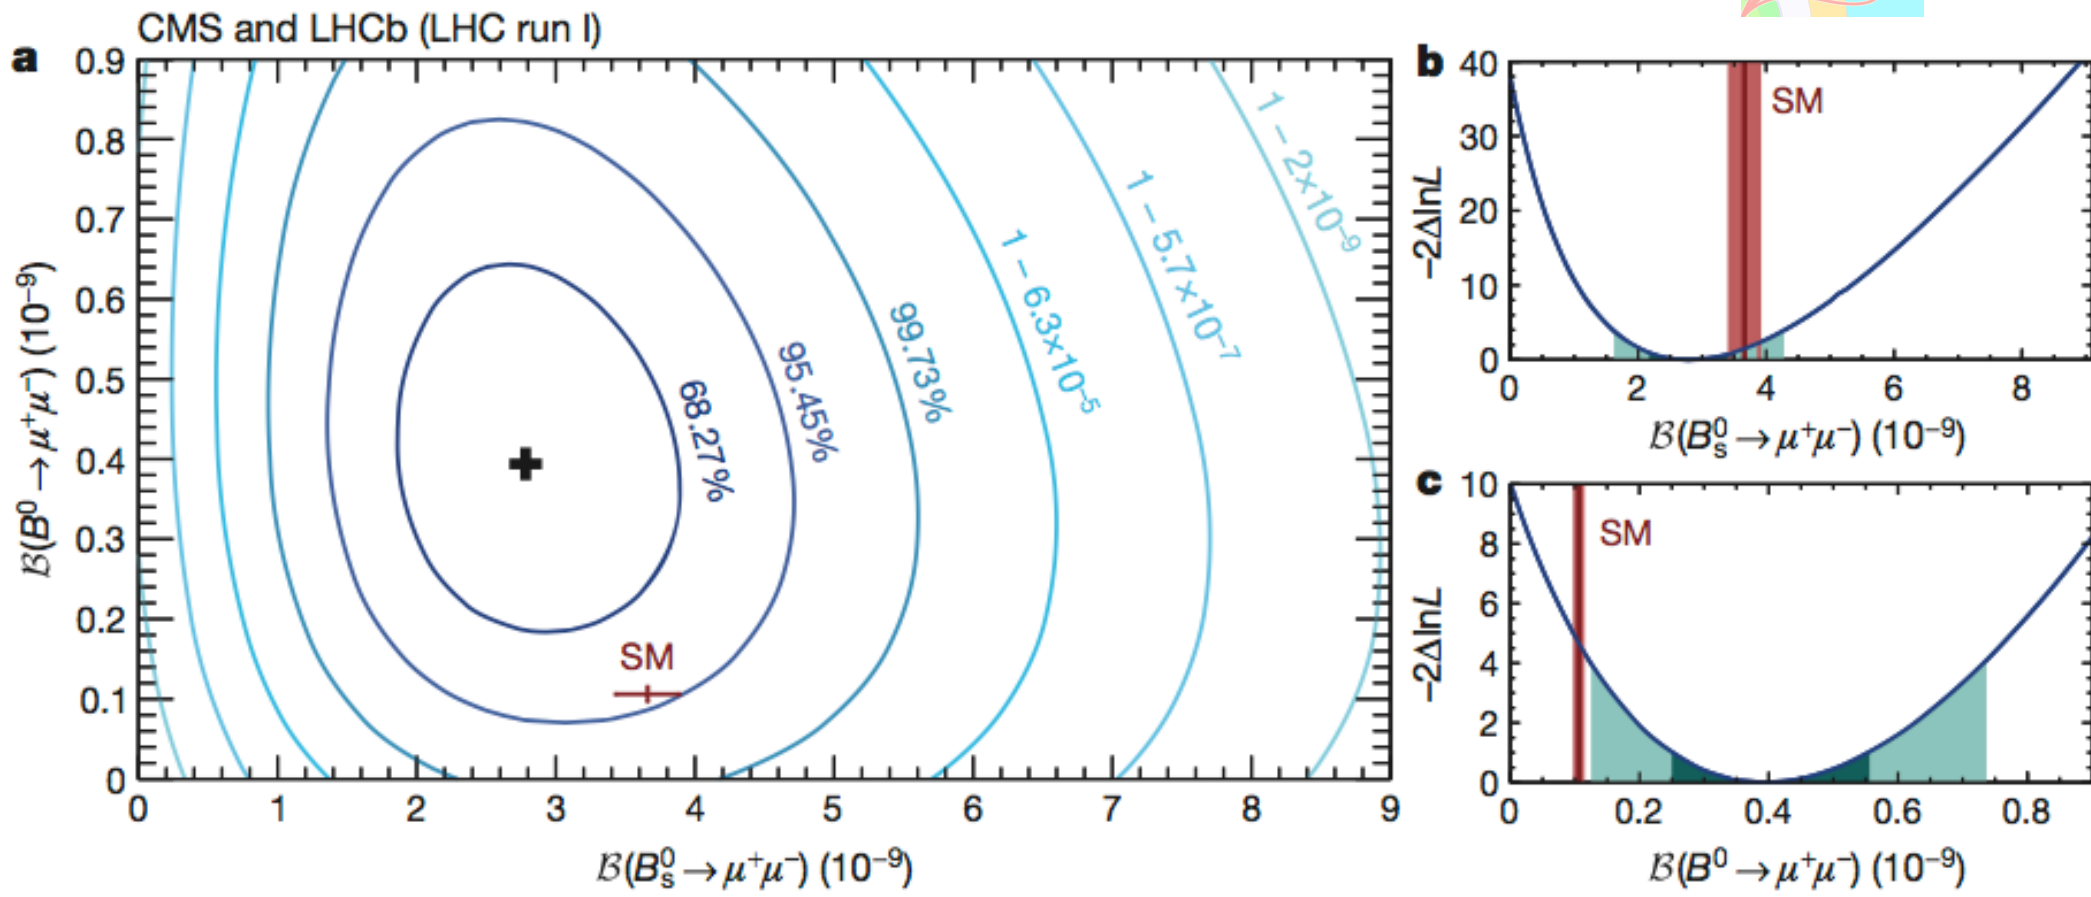 CMS and LHCb (LHC run I)
a
0.9
0.8
0.7
0.6
0.5
0.4
0.3
0.2
0.1
0
ℬ(B⁰ → μ⁺μ⁻) (10⁻⁹)
68.27%
95.45%
99.73%
1 − 6.3×10⁻⁵
1 − 5.7×10⁻⁷
1 − 2×10⁻⁹
SM
0 1 2 3 4 5 6 7 8 9
ℬ(B⁰ₛ → μ⁺μ⁻) (10⁻⁹)
b
40
30
20
10
0
−2ΔlnL
SM
0 2 4 6 8
ℬ(B⁰ₛ → μ⁺μ⁻) (10⁻⁹)
c
10
8
6
4
2
0
−2ΔlnL
SM
0 0.2 0.4 0.6 0.8
ℬ(B⁰ → μ⁺μ⁻) (10⁻⁹)